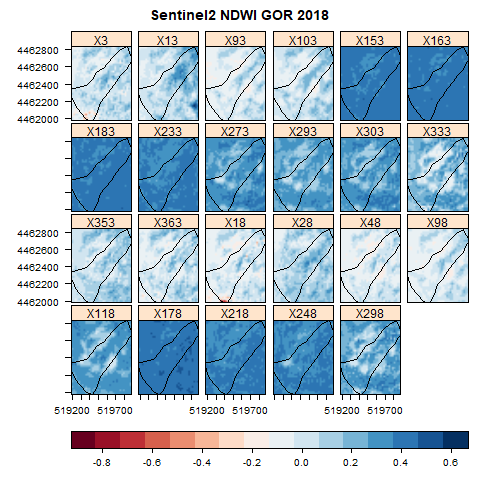 Sentinel2 NDWI GOR 2018
X3 X13 X93 X103 X153 X163
4462800
4462600
4462400
4462200
4462000
X183 X233 X273 X293 X303 X333
X353 X363 X18 X28 X48 X98
4462800
4462600
4462400
4462200
4462000
X118 X178 X218 X248 X298
519200 519700 519200 519700 519200 519700
-0.8 -0.6 -0.4 -0.2 0.0 0.2 0.4 0.6